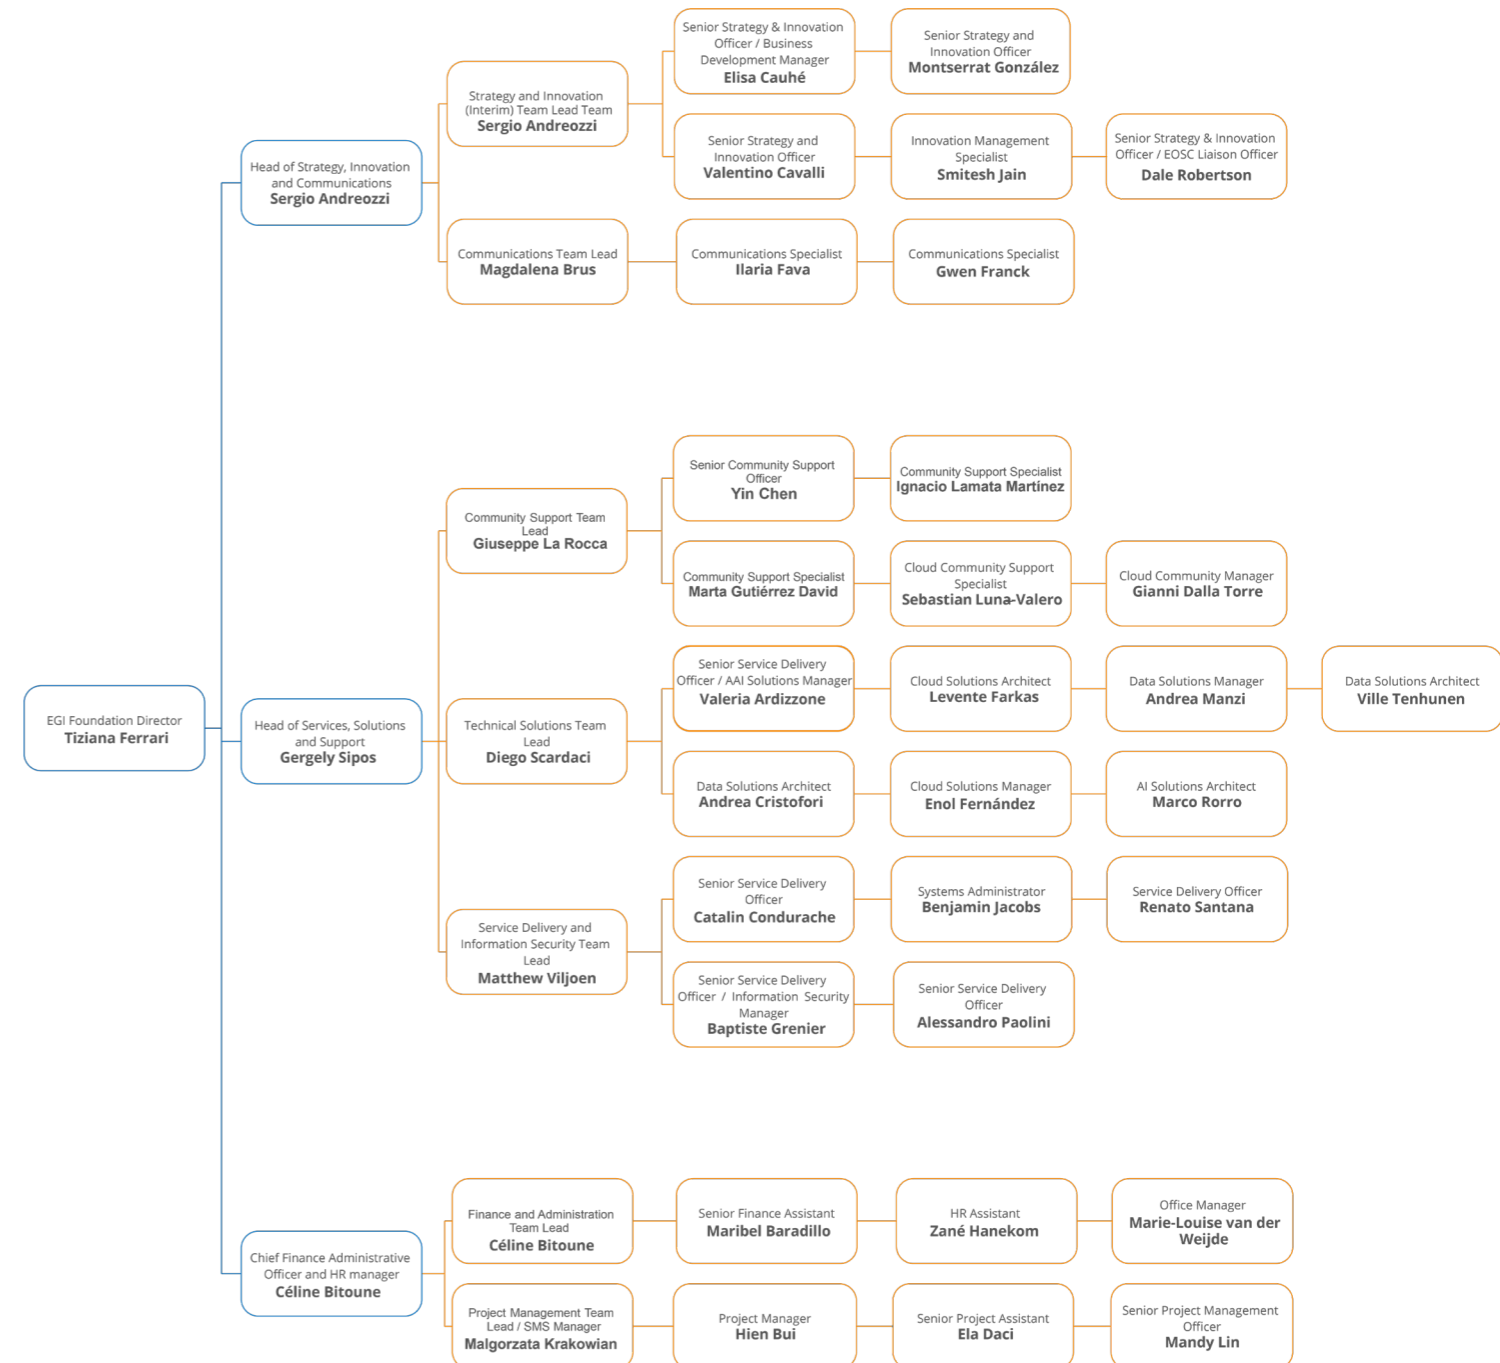 Senior Strategy & Innovation
Officer / Business
Development Manager
Elisa Cauhé
Senior Strategy and
Innovation Officer
Montserrat González
Strategy and Innovation
(Interim) Team Lead Team
Sergio Andreozzi
Senior Strategy and
Innovation Officer
Valentino Cavalli
Innovation Management
Specialist
Smitesh Jain
Senior Strategy & Innovation
Officer / EOSC Liaison Officer
Dale Robertson
Head of Strategy, Innovation
and Communications
Sergio Andreozzi
Communications Team Lead
Magdalena Brus
Communications Specialist
Ilaria Fava
Communications Specialist
Gwen Franck
Senior Community Support
Officer
Yin Chen
Community Support Specialist
Ignacio Lamata Martínez
Community Support Team
Lead
Giuseppe La Rocca
Community Support Specialist
Marta Gutiérrez David
Cloud Community Support
Specialist
Sebastian Luna-Valero
Cloud Community Manager
Gianni Dalla Torre
Senior Service Delivery
Officer / AAI Solutions Manager
Valeria Ardizzone
Cloud Solutions Architect
Levente Farkas
Data Solutions Manager
Andrea Manzi
Data Solutions Architect
Ville Tenhunen
EGI Foundation Director
Tiziana Ferrari
Head of Services, Solutions
and Support
Gergely Sipos
Technical Solutions Team
Lead
Diego Scardaci
Data Solutions Architect
Andrea Cristofori
Cloud Solutions Manager
Enol Fernández
AI Solutions Architect
Marco Rorro
Senior Service Delivery
Officer
Catalin Condurache
Systems Administrator
Benjamin Jacobs
Service Delivery Officer
Renato Santana
Service Delivery and
Information Security Team
Lead
Matthew Viljoen
Senior Service Delivery
Officer / Information Security
Manager
Baptiste Grenier
Senior Service Delivery
Officer
Alessandro Paolini
Finance and Administration
Team Lead
Céline Bitoune
Senior Finance Assistant
Maribel Baradillo
HR Assistant
Zané Hanekom
Office Manager
Marie-Louise van der
Weijde
Chief Finance Administrative
Officer and HR manager
Céline Bitoune
Project Management Team
Lead / SMS Manager
Malgorzata Krakowian
Project Manager
Hien Bui
Senior Project Assistant
Ela Daci
Senior Project Management
Officer
Mandy Lin